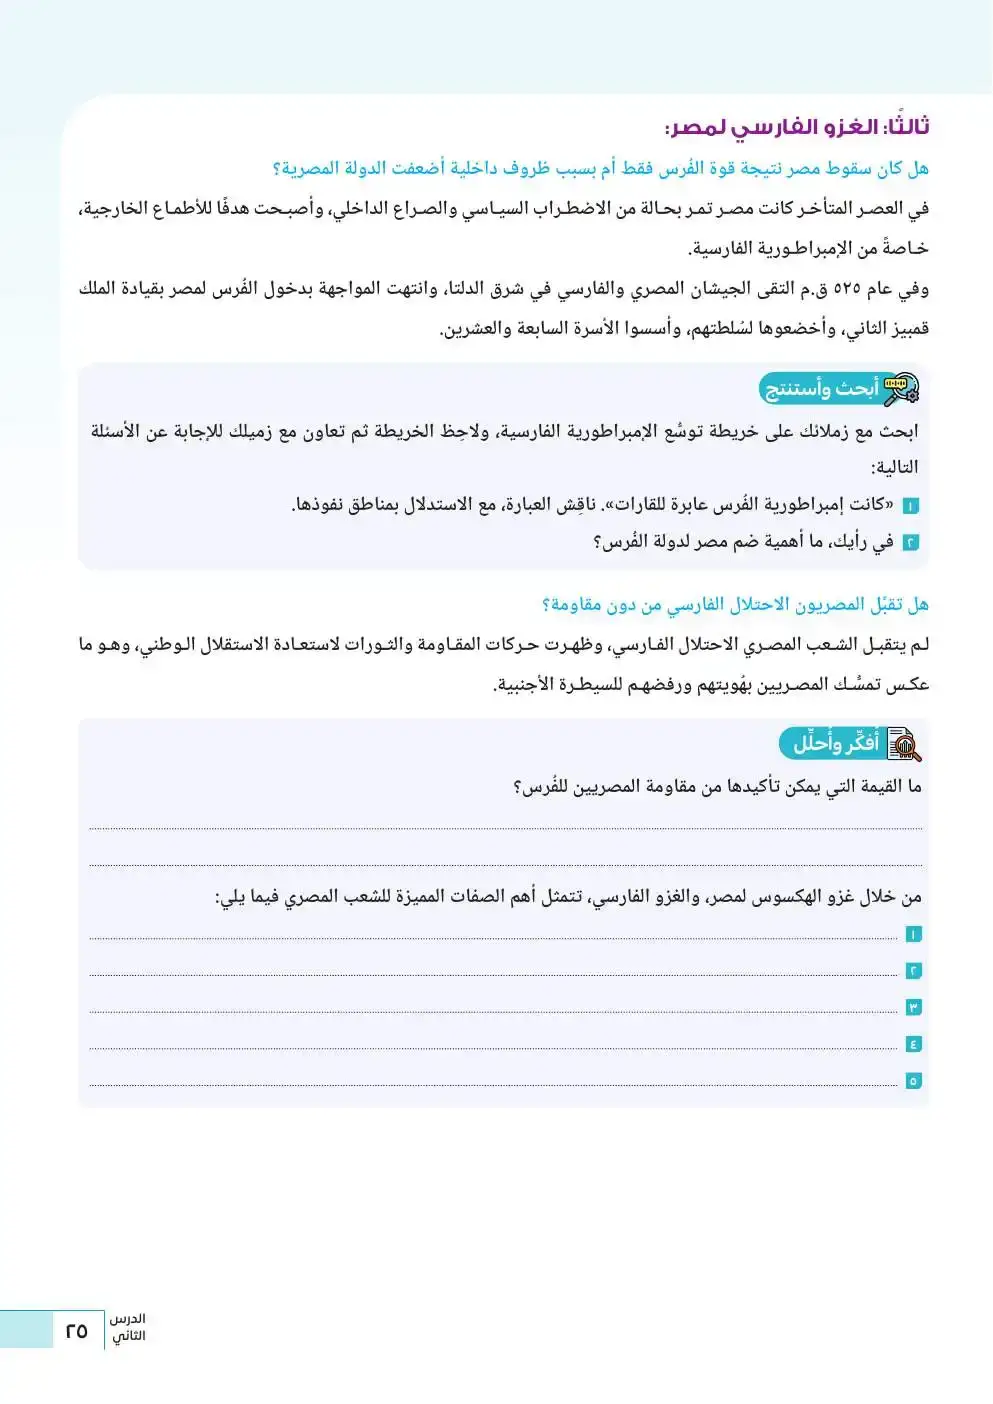 ثالثًا: الغزو الفارسي لمصر:
هل كان سقوط مصر نتيجة قوة الفُرس فقط أم بسبب ظروف داخلية أضعفت الدولة المصرية؟
في العصر المتأخر كانت مصر تمر بحالة من الاضطراب السياسي والصراع الداخلي، وأصبحت هدفًا للأطماع الخارجية،
خاصةً من الإمبراطورية الفارسية.
وفي عام ٥٢٥ ق.م التقى الجيشان المصري والفارسي في شرق الدلتا، وانتهت المواجهة بدخول الفُرس لمصر بقيادة الملك
قمبيز الثاني، وأخضعوها لسُلطتهم، وأسسوا الأسرة السابعة والعشرين.
أبحث وأستنتج
ابحث مع زملائك على خريطة توسُّع الإمبراطورية الفارسية، ولاحِظ الخريطة ثم تعاون مع زميلك للإجابة عن الأسئلة
التالية:
١ «كانت إمبراطورية الفُرس عابرة للقارات». ناقِش العبارة، مع الاستدلال بمناطق نفوذها.
٢ في رأيك، ما أهمية ضم مصر لدولة الفُرس؟
هل تقبَّل المصريون الاحتلال الفارسي من دون مقاومة؟
لم يتقبل الشعب المصري الاحتلال الفارسي، وظهرت حركات المقاومة والثورات لاستعادة الاستقلال الوطني، وهو ما
عكس تمسُّك المصريين بهُويتهم ورفضهم للسيطرة الأجنبية.
أُفكِّر وأُحلِّل
ما القيمة التي يمكن تأكيدها من مقاومة المصريين للفُرس؟
من خلال غزو الهكسوس لمصر، والغزو الفارسي، تتمثل أهم الصفات المميزة للشعب المصري فيما يلي:
١
٢
٣
٤
٥
الدرس
الثاني
٢٥